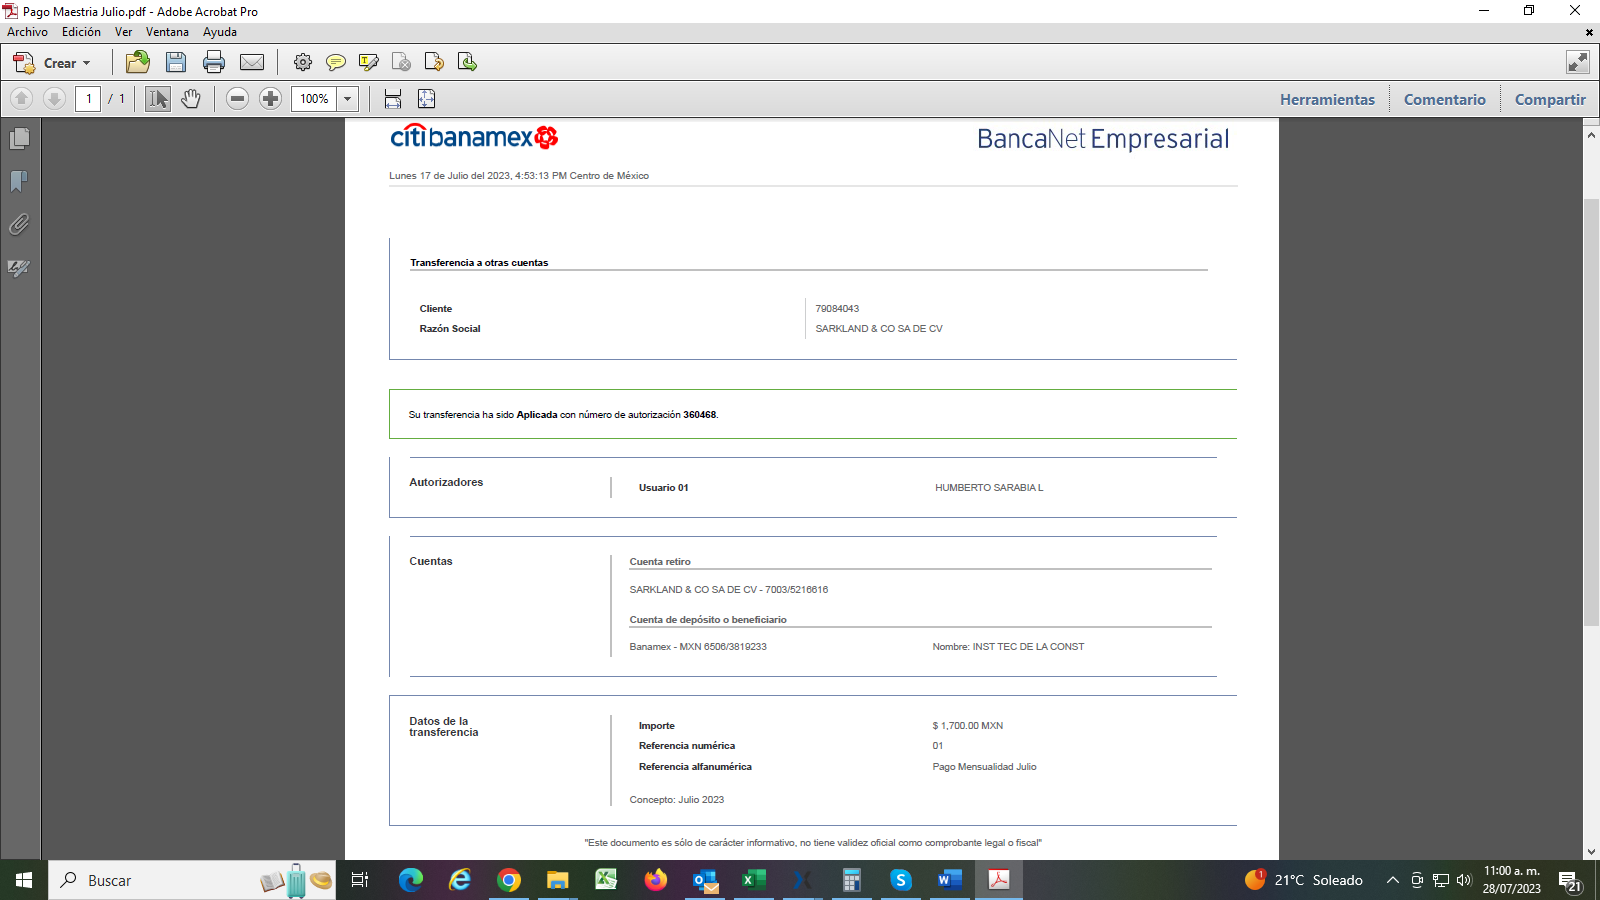 Pago Maestria Julio.pdf - Adobe Acrobat Pro
Archivo Edición Ver Ventana Ayuda
Crear
1 / 1 100% Herramientas Comentario Compartir
citibanamex BancaNet Empresarial
Lunes 17 de Julio del 2023, 4:53:13 PM Centro de México
Transferencia a otras cuentas
Cliente 79084043
Razón Social SARKLAND & CO SA DE CV
Su transferencia ha sido Aplicada con número de autorización 360468.
Autorizadores Usuario 01 HUMBERTO SARABIA L
Cuentas Cuenta retiro
SARKLAND & CO SA DE CV - 7003/5216616
Cuenta de depósito o beneficiario
Banamex - MXN 6506/3819233 Nombre: INST TEC DE LA CONST
Datos de la transferencia
Importe $ 1,700.00 MXN
Referencia numérica 01
Referencia alfanumérica Pago Mensualidad Julio
Concepto: Julio 2023
"Este documento es sólo de carácter informativo, no tiene validez oficial como comprobante legal o fiscal"
Buscar 1 21°C Soleado 11:00 a. m.
28/07/2023 21